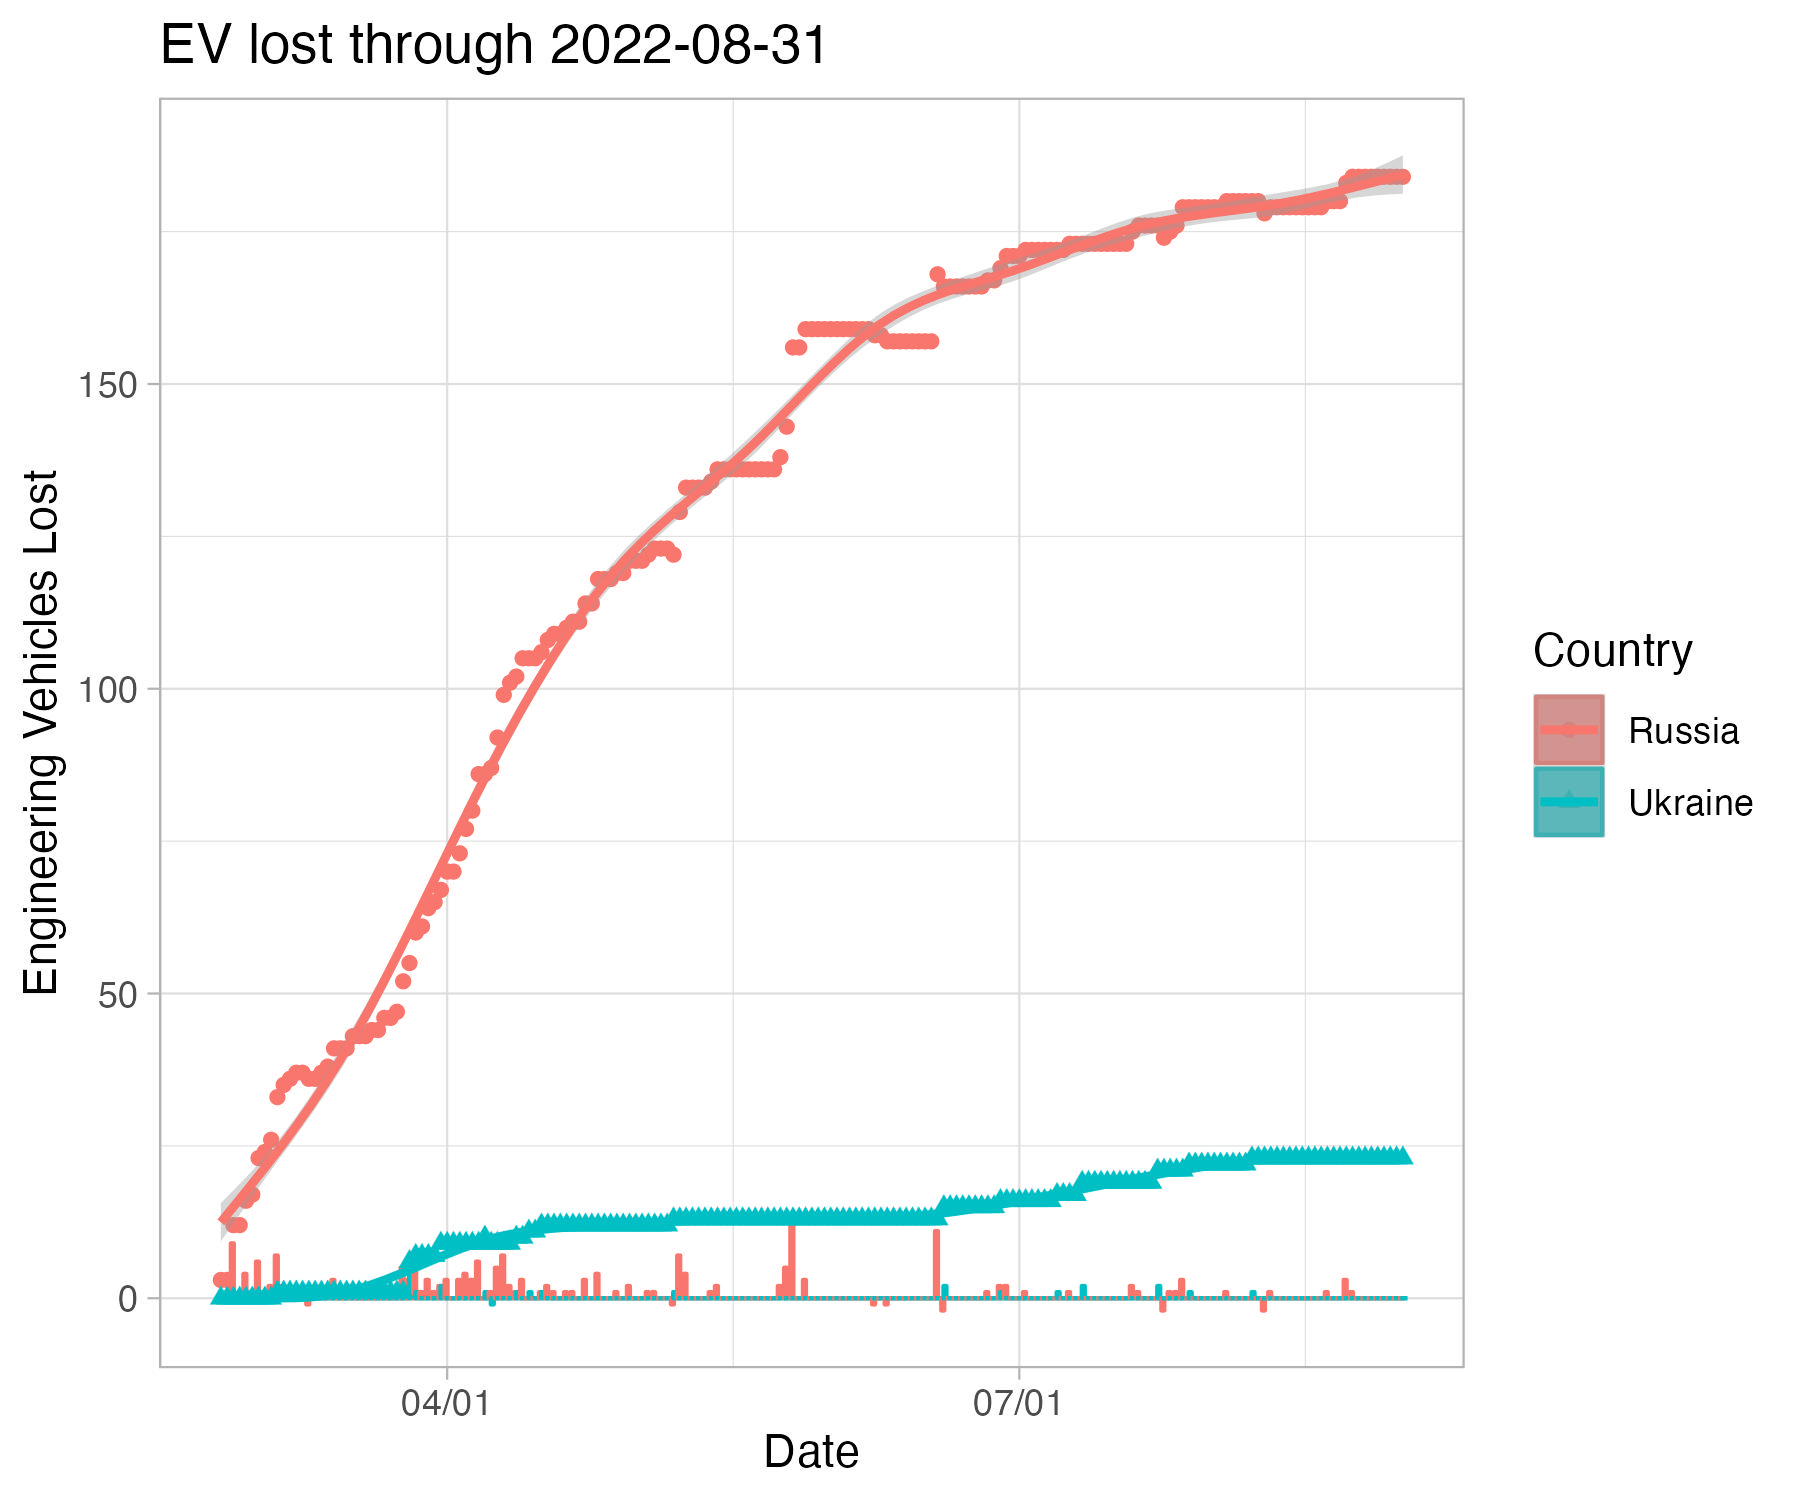 EV lost through 2022-08-31
Engineering Vehicles Lost
150
100
50
0
04/01
07/01
Date
Country
Russia
Ukraine